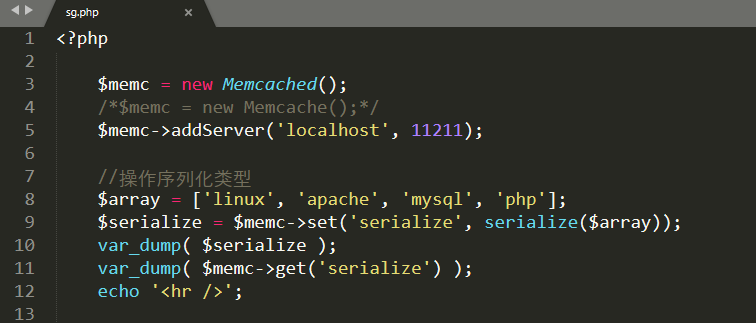 sg.php ×
1 <?php
2
3 $memc = new Memcached();
4 /*$memc = new Memcache();*/
5 $memc->addServer('localhost', 11211);
6
7 //操作序列化类型
8 $array = ['linux', 'apache', 'mysql', 'php'];
9 $serialize = $memc->set('serialize', serialize($array));
10 var_dump( $serialize );
11 var_dump( $memc->get('serialize') );
12 echo '<hr />';
13